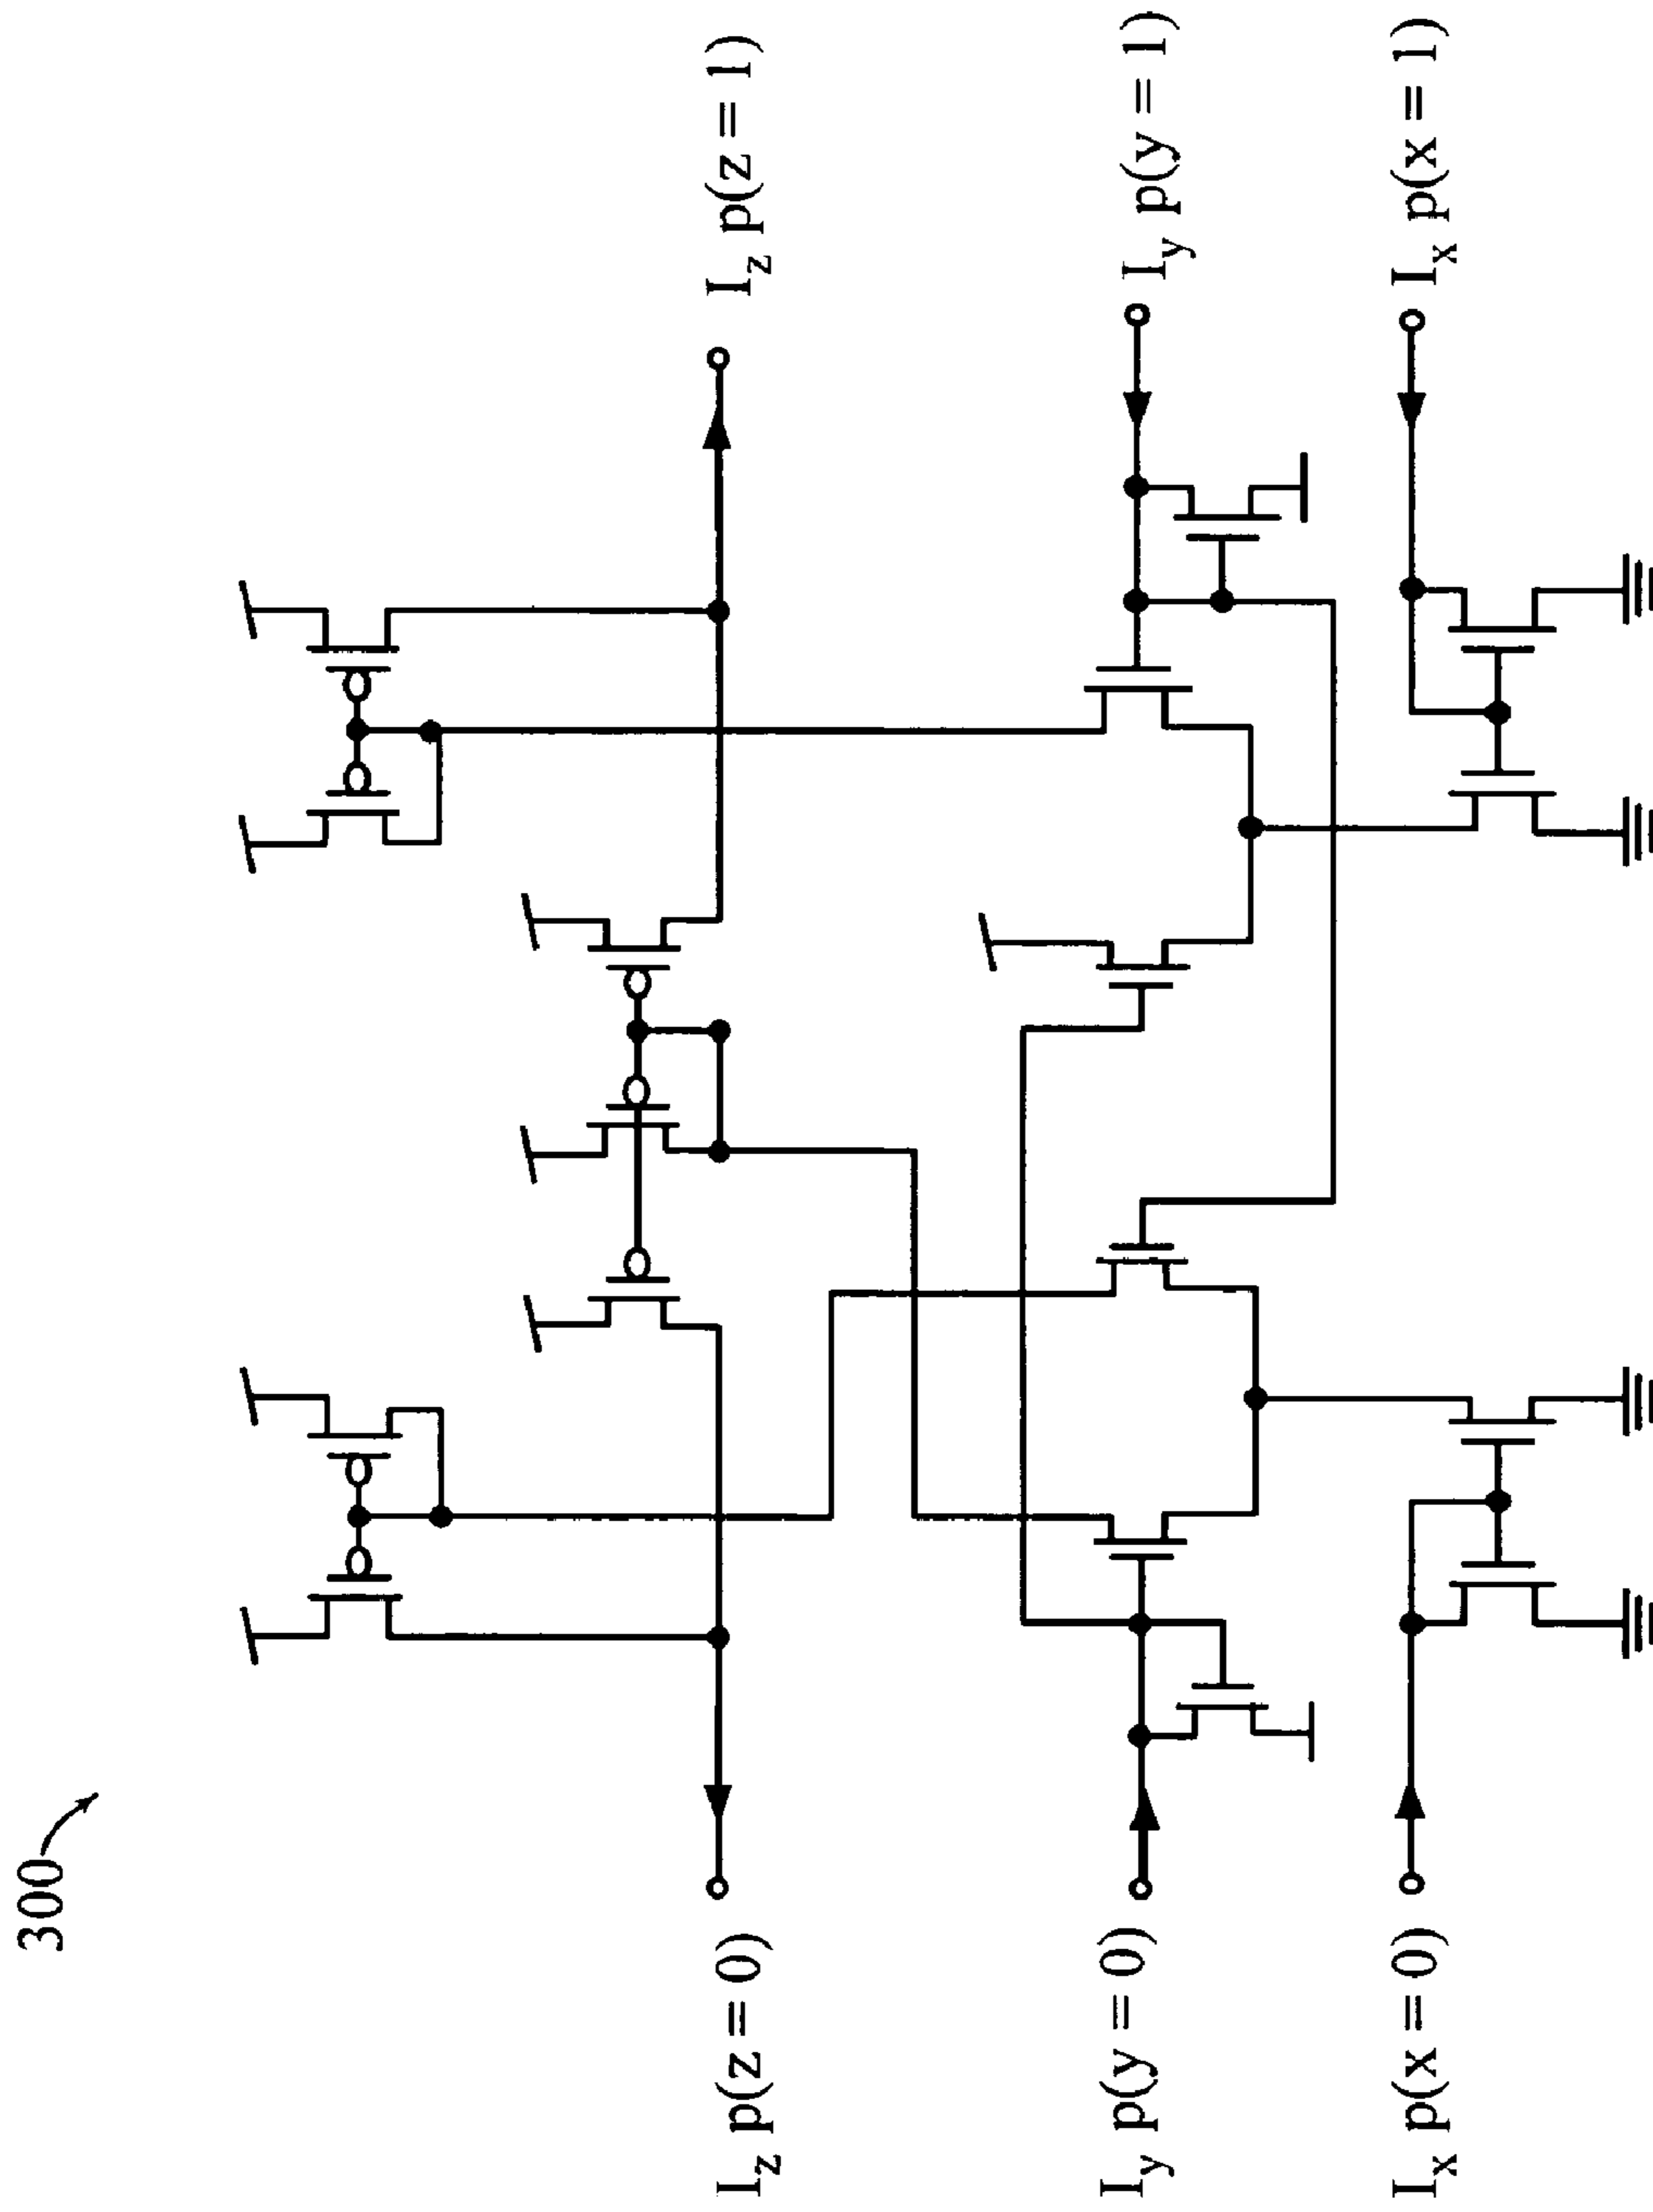 300
I_z p(z = 1)
I_y p(y = 1)
I_x p(x = 1)
I_z p(z = 0)
I_y p(y = 0)
I_x p(x = 0)